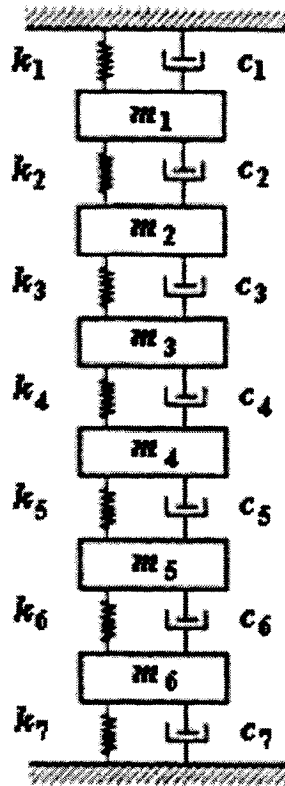 k₁ c₁
m₁
k₂ c₂
m₂
k₃ c₃
m₃
k₄ c₄
m₄
k₅ c₅
m₅
k₆ c₆
m₆
k₇ c₇